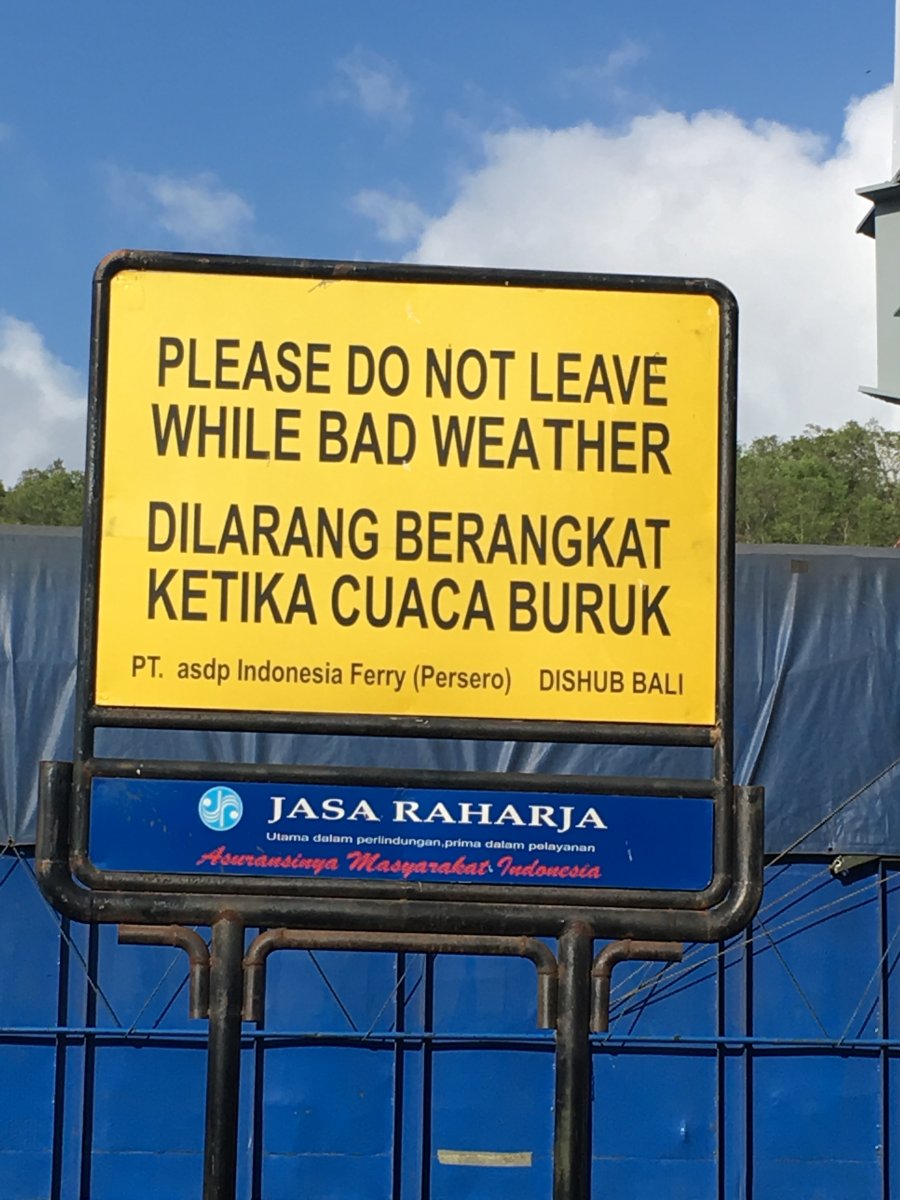 PLEASE DO NOT LEAVE
WHILE BAD WEATHER
DILARANG BERANGKAT
KETIKA CUACA BURUK
PT. asdp Indonesia Ferry (Persero) DISHUB BALI
JASA RAHARJA
Utama dalam perlindungan,prima dalam pelayanan
Asuransinya Masyarakat Indonesia